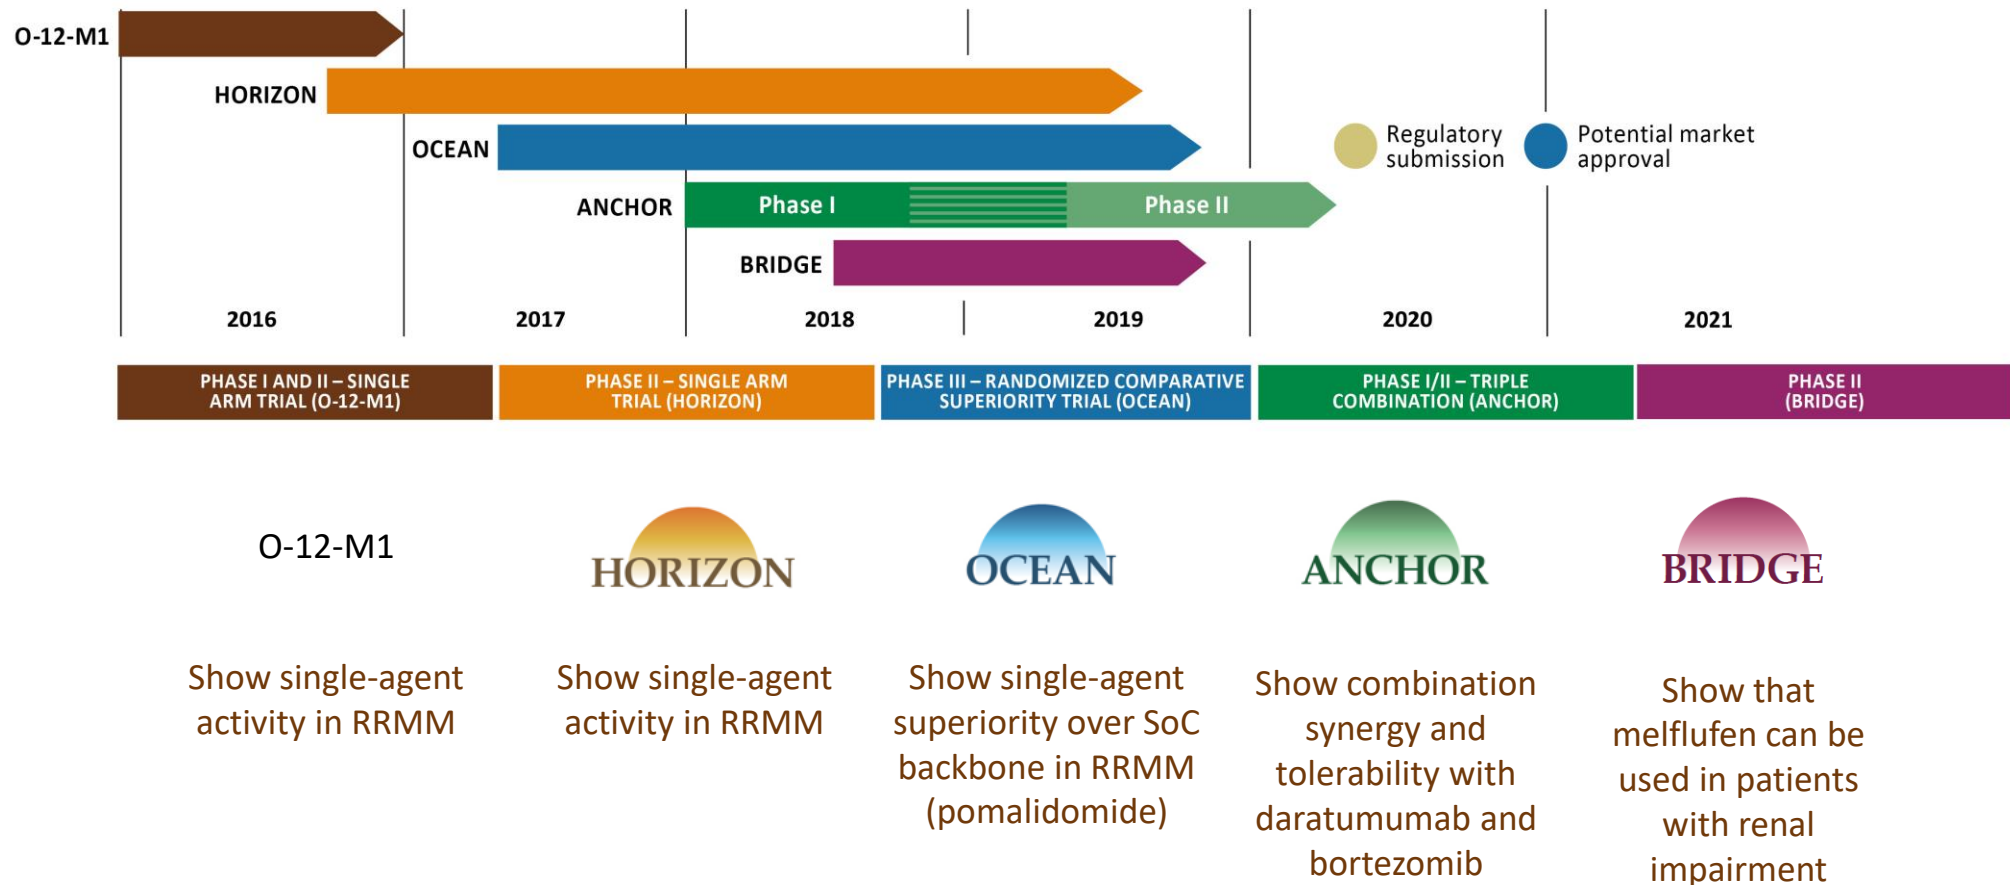 O-12-M1
HORIZON
OCEAN
Regulatory
submission
Potential market
approval
ANCHOR
Phase I
Phase II
BRIDGE
2016
2017
2018
2019
2020
2021
PHASE I AND II – SINGLE
ARM TRIAL (O-12-M1)
PHASE II – SINGLE ARM
TRIAL (HORIZON)
PHASE III – RANDOMIZED COMPARATIVE
SUPERIORITY TRIAL (OCEAN)
PHASE I/II – TRIPLE
COMBINATION (ANCHOR)
PHASE II
(BRIDGE)
O-12-M1
HORIZON
OCEAN
ANCHOR
BRIDGE
Show single-agent
activity in RRMM
Show single-agent
activity in RRMM
Show single-agent
superiority over SoC
backbone in RRMM
(pomalidomide)
Show combination
synergy and
tolerability with
daratumumab and
bortezomib
Show that
melflufen can be
used in patients
with renal
impairment